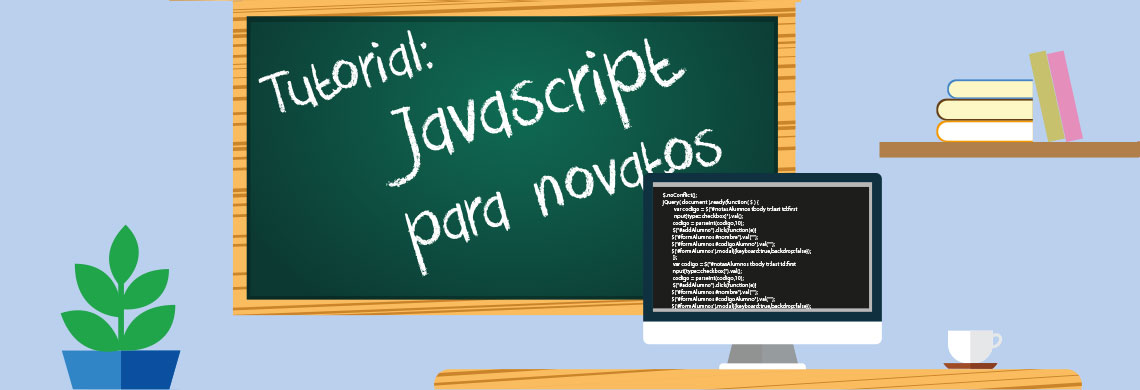 Tutorial:
Javascript
para novatos
$.noConflict();
jQuery( document ).ready(function( $ ) {
var codigo = $("#notasAlumnos tbody tr:last td:first
input[type=checkbox]").val();
codigo = parseInt(codigo,10);
$("#addAlumno").click(function(e){
$("#formAlumnos #nombre").val("");
$("#formAlumnos #codigoAlumno").val("");
$("#formAlumnos").modal({keyboard:true,backdrop:false});
});
var codigo = $("#notasAlumnos tbody tr:last td:first
input[type=checkbox]").val();
codigo = parseInt(codigo,10);
$("#addAlumno").click(function(e){
$("#formAlumnos #nombre").val("");
$("#formAlumnos #codigoAlumno").val("");
$("#formAlumnos").modal({keyboard:true,backdrop:false});